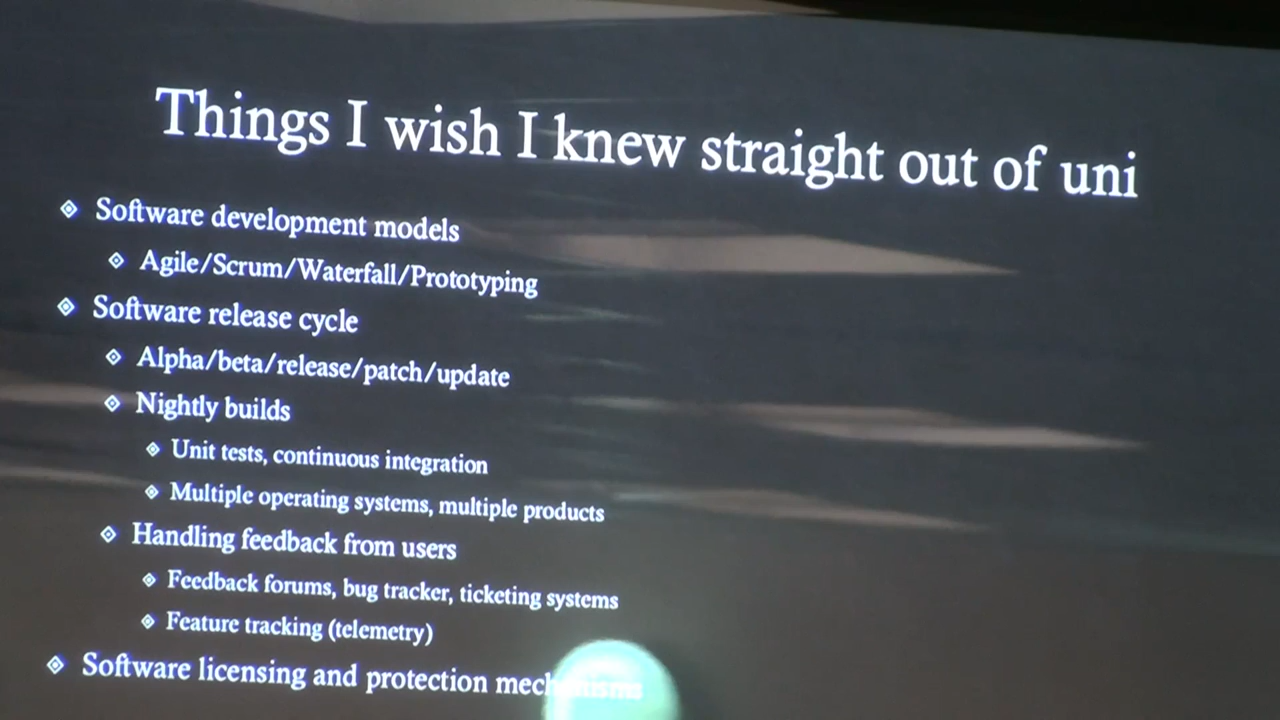 Things I wish I knew straight out of uni
Software development models
Agile/Scrum/Waterfall/Prototyping
Software release cycle
Alpha/beta/release/patch/update
Nightly builds
Unit tests, continuous integration
Multiple operating systems, multiple products
Handling feedback from users
Feedback forums, bug tracker, ticketing systems
Feature tracking (telemetry)
Software licensing and protection mechanisms